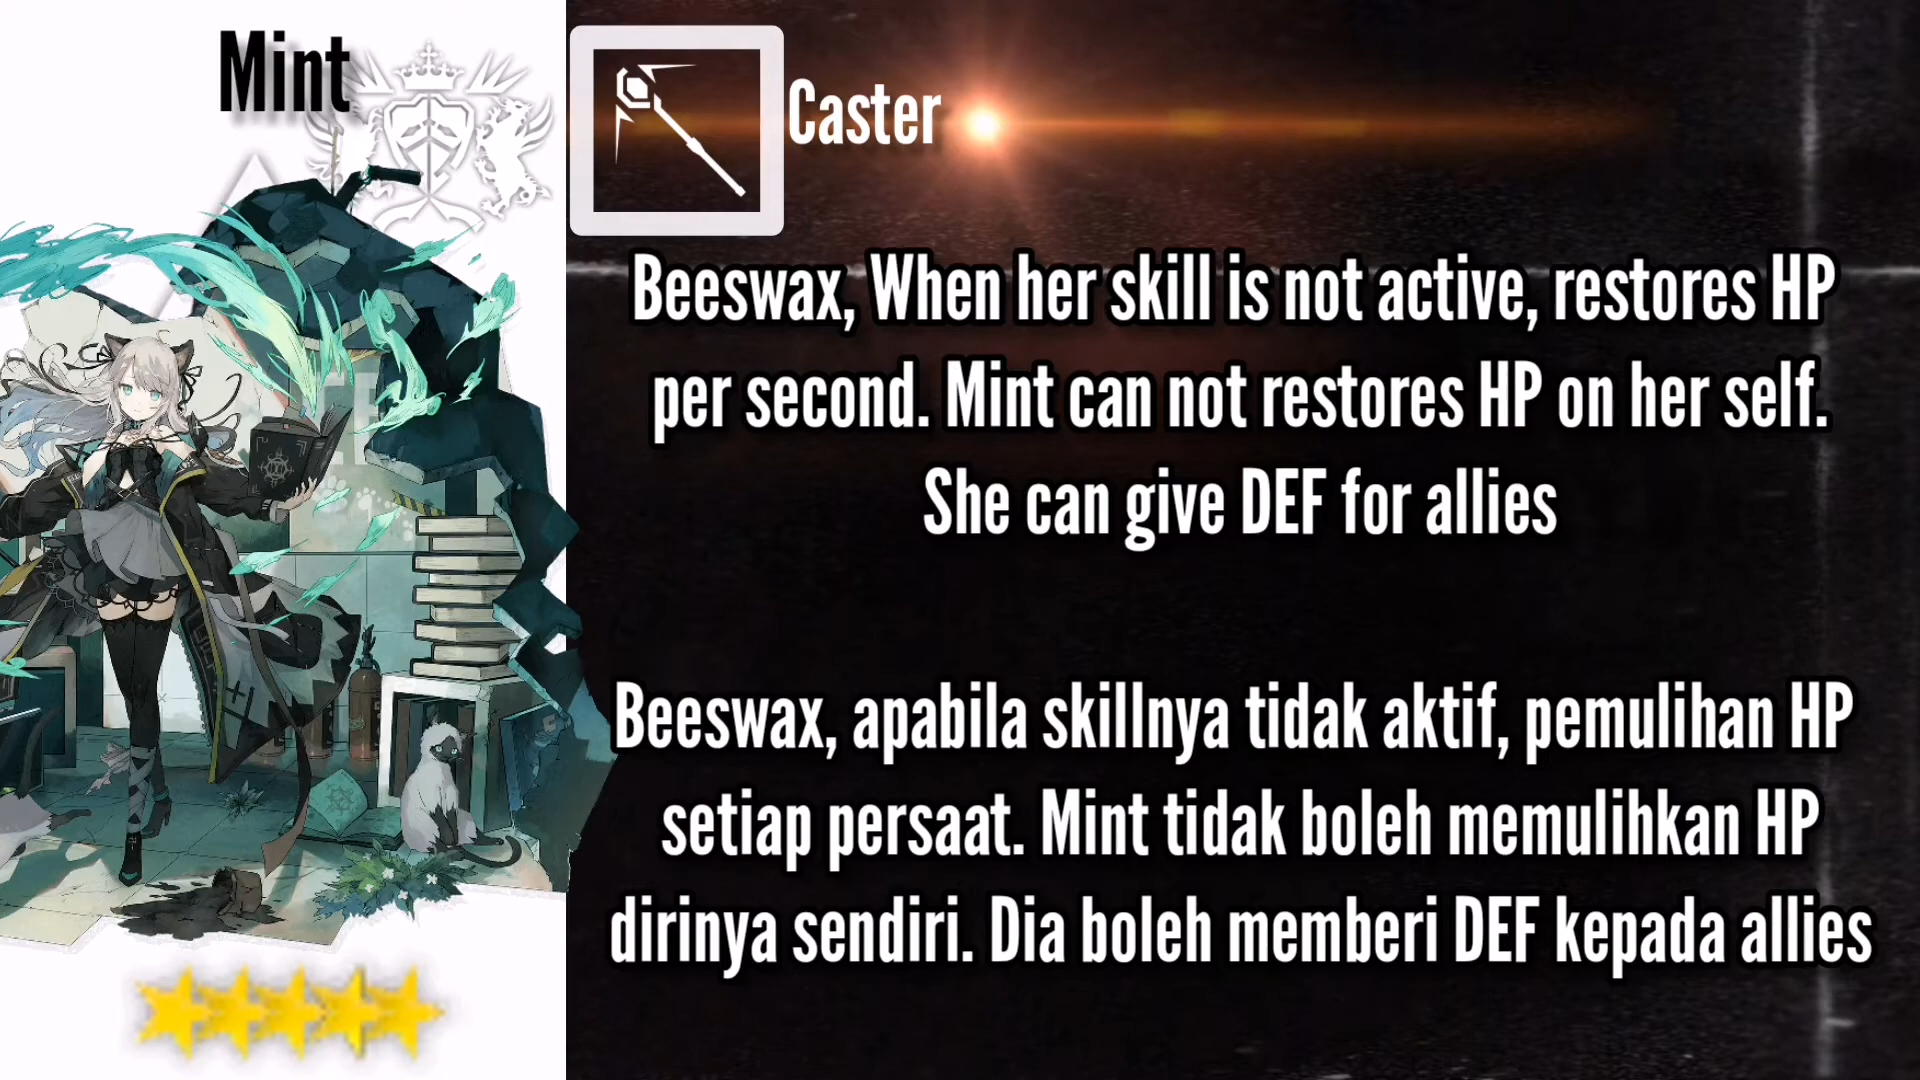 Mint
Caster
Beeswax, When her skill is not active, restores HP
per second. Mint can not restores HP on her self.
She can give DEF for allies
Beeswax, apabila skillnya tidak aktif, pemulihan HP
setiap persaat. Mint tidak boleh memulihkan HP
dirinya sendiri. Dia boleh memberi DEF kepada allies